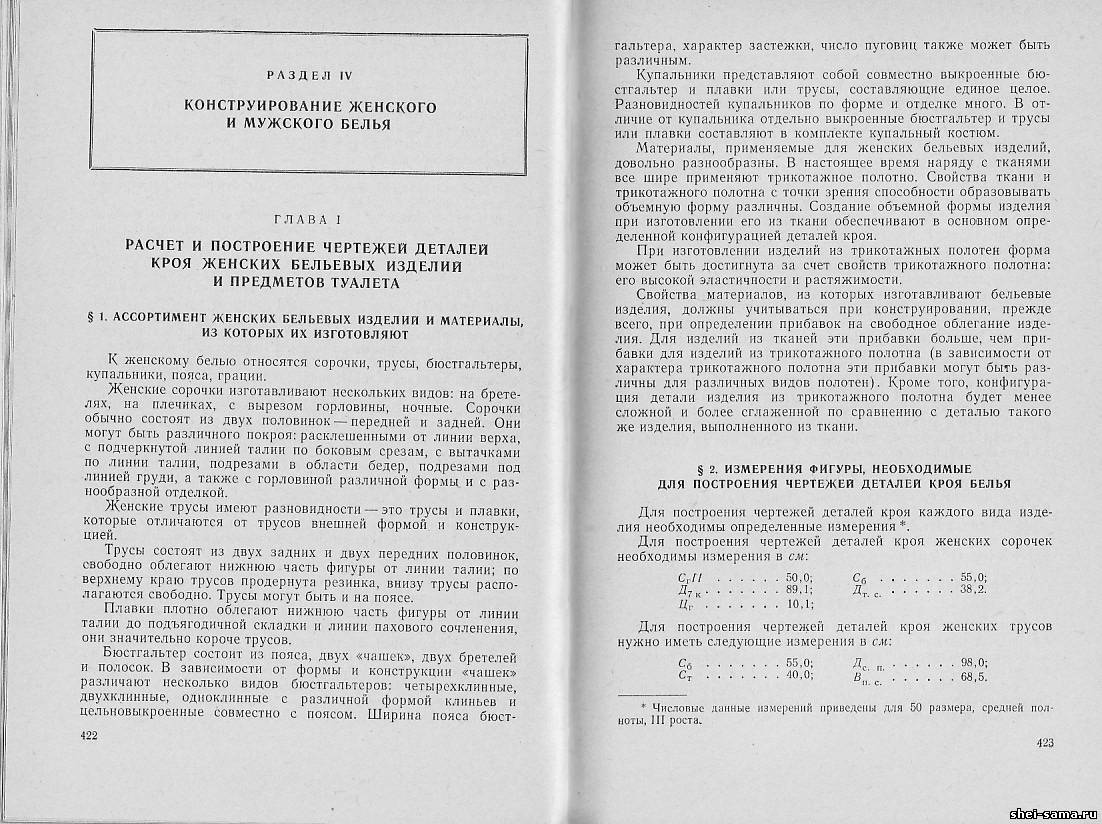 РАЗДЕЛ IV
КОНСТРУИРОВАНИЕ ЖЕНСКОГО
И МУЖСКОГО БЕЛЬЯ
ГЛАВА I
РАСЧЕТ И ПОСТРОЕНИЕ ЧЕРТЕЖЕЙ ДЕТАЛЕЙ
КРОЯ ЖЕНСКИХ БЕЛЬЕВЫХ ИЗДЕЛИЙ
И ПРЕДМЕТОВ ТУАЛЕТА
§ 1. АССОРТИМЕНТ ЖЕНСКИХ БЕЛЬЕВЫХ ИЗДЕЛИЙ И МАТЕРИАЛЫ,
ИЗ КОТОРЫХ ИХ ИЗГОТОВЛЯЮТ
К женскому белью относятся сорочки, трусы, бюстгальтеры,
купальники, пояса, грации.
Женские сорочки изготавливают нескольких видов: на брете-
лях, на плечиках, с вырезом горловины, ночные. Сорочки
обычно состоят из двух половинок — передней и задней. Они
могут быть различного покроя: расклешенными от линии верха,
с подчеркнутой линией талии по боковым срезам, с вытачками
по линии талии, подрезами в области бедер, подрезами под
линией груди, а также с горловиной различной формы и с раз-
нообразной отделкой.
Женские трусы имеют разновидности — это трусы и плавки,
которые отличаются от трусов внешней формой и конструк-
цией.
Трусы состоят из двух задних и двух передних половинок,
свободно облегают нижнюю часть фигуры от линии талии; по
верхнему краю трусов продернута резинка, внизу трусы распо-
лагаются свободно. Трусы могут быть и на поясе.
Плавки плотно облегают нижнюю часть фигуры от линии
талии до подъягодичной складки и линии пахового сочленения,
они значительно короче трусов.
Бюстгальтер состоит из пояса, двух «чашек», двух бретелей
и полосок. В зависимости от формы и конструкции «чашек»
различают несколько видов бюстгальтеров: четырехклинные,
двухклинные, одноклинные с различной формой клиньев и
цельновыкроенные совместно с поясом. Ширина пояса бюст-
422
гальтера, характер застежки, число пуговиц также может быть
различным.
Купальники представляют собой совместно выкроенные бю-
стгальтер и плавки или трусы, составляющие единое целое.
Разновидностей купальников по форме и отделке много. В от-
личие от купальника отдельно выкроенные бюстгальтер и трусы
или плавки составляют в комплекте купальный костюм.
Материалы, применяемые для женских бельевых изделий,
довольно разнообразны. В настоящее время наряду с тканями
все шире применяют трикотажное полотно. Свойства ткани и
трикотажного полотна с точки зрения способности образовывать
объемную форму различны. Создание объемной формы изделия
при изготовлении его из ткани обеспечивают в основном опре-
деленной конфигурацией деталей кроя.
При изготовлении изделий из трикотажных полотен форма
может быть достигнута за счет свойств трикотажного полотна:
его высокой эластичности и растяжимости.
Свойства материалов, из которых изготавливают бельевые
изделия, должны учитываться при конструировании, прежде
всего, при определении прибавок на свободное облегание изде-
лия. Для изделий из тканей эти прибавки больше, чем при-
бавки для изделий из трикотажного полотна (в зависимости от
характера трикотажного полотна эти прибавки могут быть раз-
личны для различных видов полотен). Кроме того, конфигура-
ция детали изделия из трикотажного полотна будет менее
сложной и более сглаженной по сравнению с деталью такого
же изделия, выполненного из ткани.
§ 2. ИЗМЕРЕНИЯ ФИГУРЫ, НЕОБХОДИМЫЕ
ДЛЯ ПОСТРОЕНИЯ ЧЕРТЕЖЕЙ ДЕТАЛЕЙ КРОЯ БЕЛЬЯ
Для построения чертежей деталей кроя каждого вида изде-
лия необходимы определенные измерения *.
Для построения чертежей деталей кроя женских сорочек
необходимы измерения в см:
СгII . . . . . . 50,0; Сб . . . . . . . 55,0;
Д7 к . . . . . . . 89,1; Дт. с. . . . . . . 38,2.
Цг . . . . . . . 10,1;
Для построения чертежей деталей кроя женских трусов
нужно иметь следующие измерения в см:
Сб . . . . . . . 55,0; Дс. п. . . . . . . 98,0;
Ст . . . . . . . 40,0; Вп. с. . . . . . . 68,5.
* Числовые данные измерений приведены для 50 размера, средней пол-
ноты, III роста.
423
shei-sama.ru